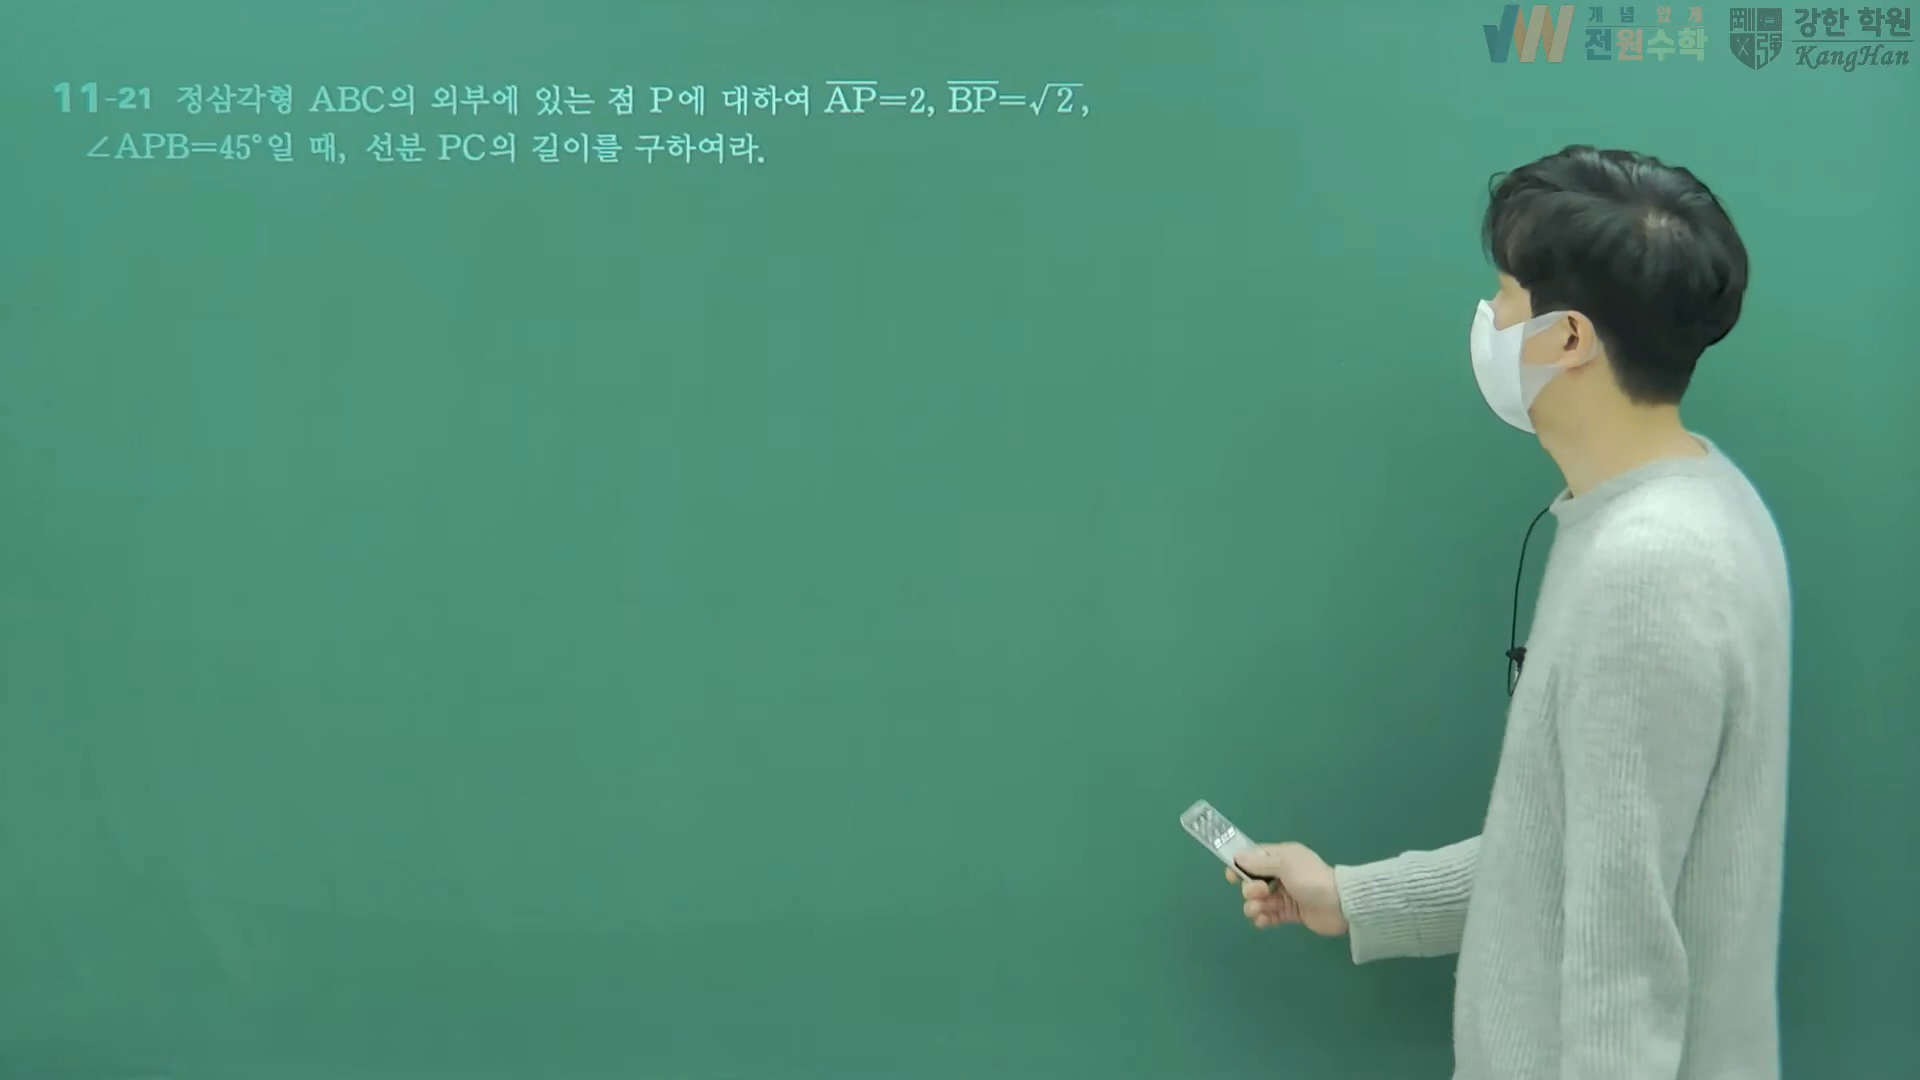 개념있게
전원수학
강한 학원
KangHan
11-21 정삼각형 ABC의 외부에 있는 점 P에 대하여 AP=2, BP=√2,
∠APB=45°일 때, 선분 PC의 길이를 구하여라.